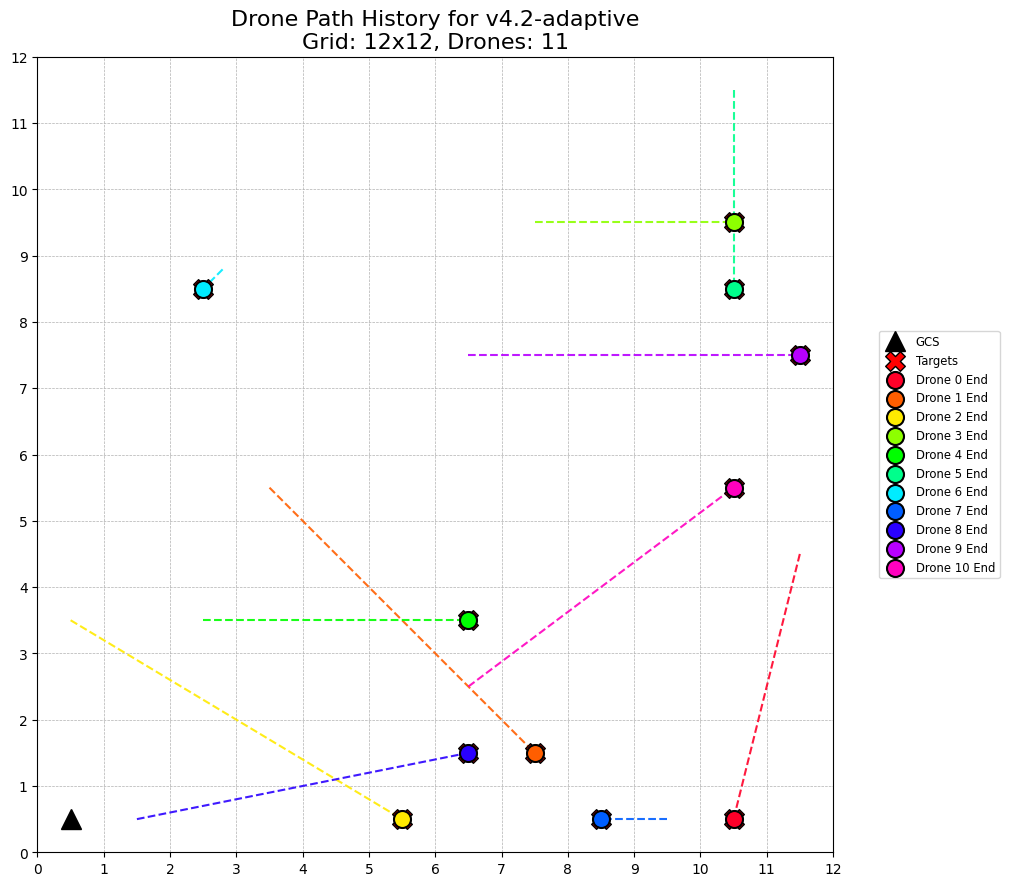 Drone Path History for v4.2-adaptive
Grid: 12x12, Drones: 11
12
11
10
9
8
7
6
5
4
3
2
1
0
0 1 2 3 4 5 6 7 8 9 10 11 12
GCS
Targets
Drone 0 End
Drone 1 End
Drone 2 End
Drone 3 End
Drone 4 End
Drone 5 End
Drone 6 End
Drone 7 End
Drone 8 End
Drone 9 End
Drone 10 End